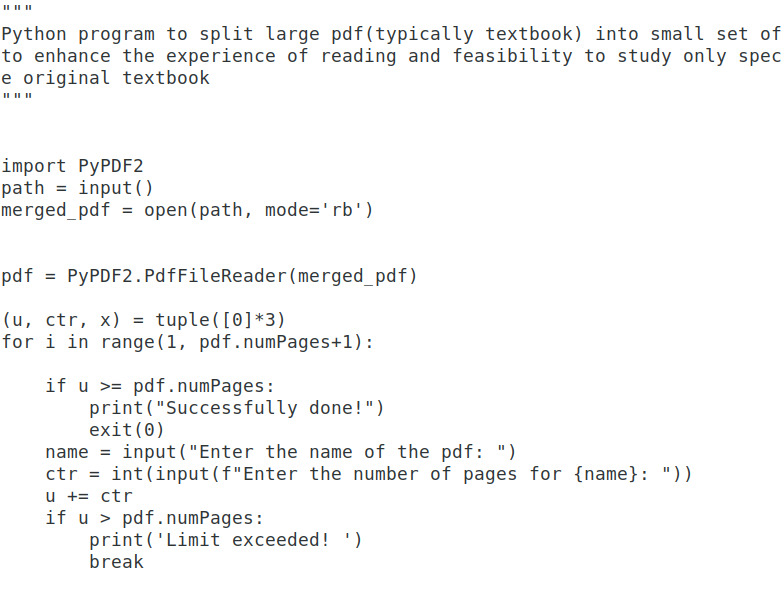 """
Python program to split large pdf(typically textbook) into small set of
to enhance the experience of reading and feasibility to study only spec
e original textbook
"""
import PyPDF2
path = input()
merged_pdf = open(path, mode='rb')
pdf = PyPDF2.PdfFileReader(merged_pdf)
(u, ctr, x) = tuple([0]*3)
for i in range(1, pdf.numPages+1):
    if u >= pdf.numPages:
        print("Successfully done!")
        exit(0)
    name = input("Enter the name of the pdf: ")
    ctr = int(input(f"Enter the number of pages for {name}: "))
    u += ctr
    if u > pdf.numPages:
        print('Limit exceeded! ')
        break